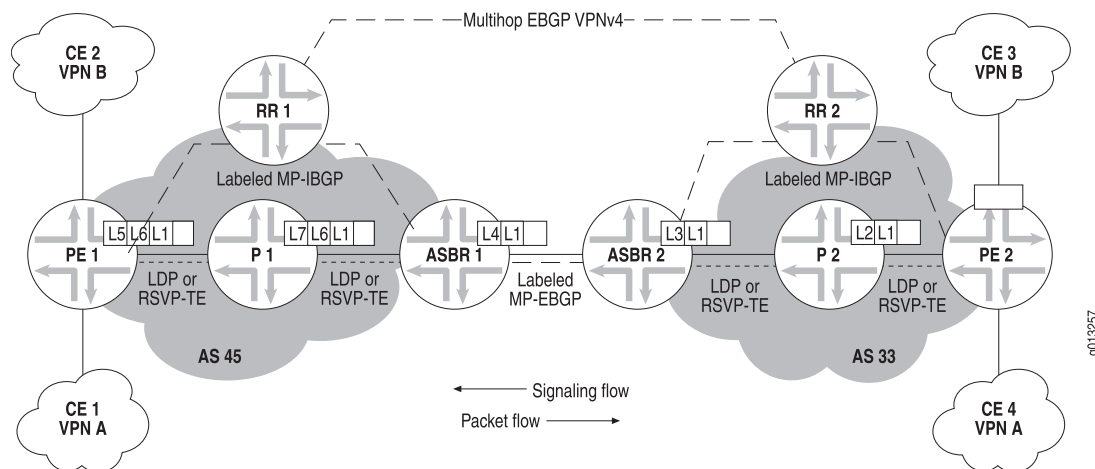 Multihop EBGP VPNv4
CE 2
VPN B
CE 3
VPN B
RR 1
RR 2
Labeled MP-IBGP
Labeled MP-IBGP
L5 L6 L1
L7 L6 L1
L4 L1
L3 L1
L2 L1
PE 1
P 1
ASBR 1
ASBR 2
P 2
PE 2
LDP or
RSVP-TE
LDP or
RSVP-TE
Labeled
MP-EBGP
LDP or
RSVP-TE
LDP or
RSVP-TE
AS 45
AS 33
g013257
Signaling flow
Packet flow
CE 1
VPN A
CE 4
VPN A